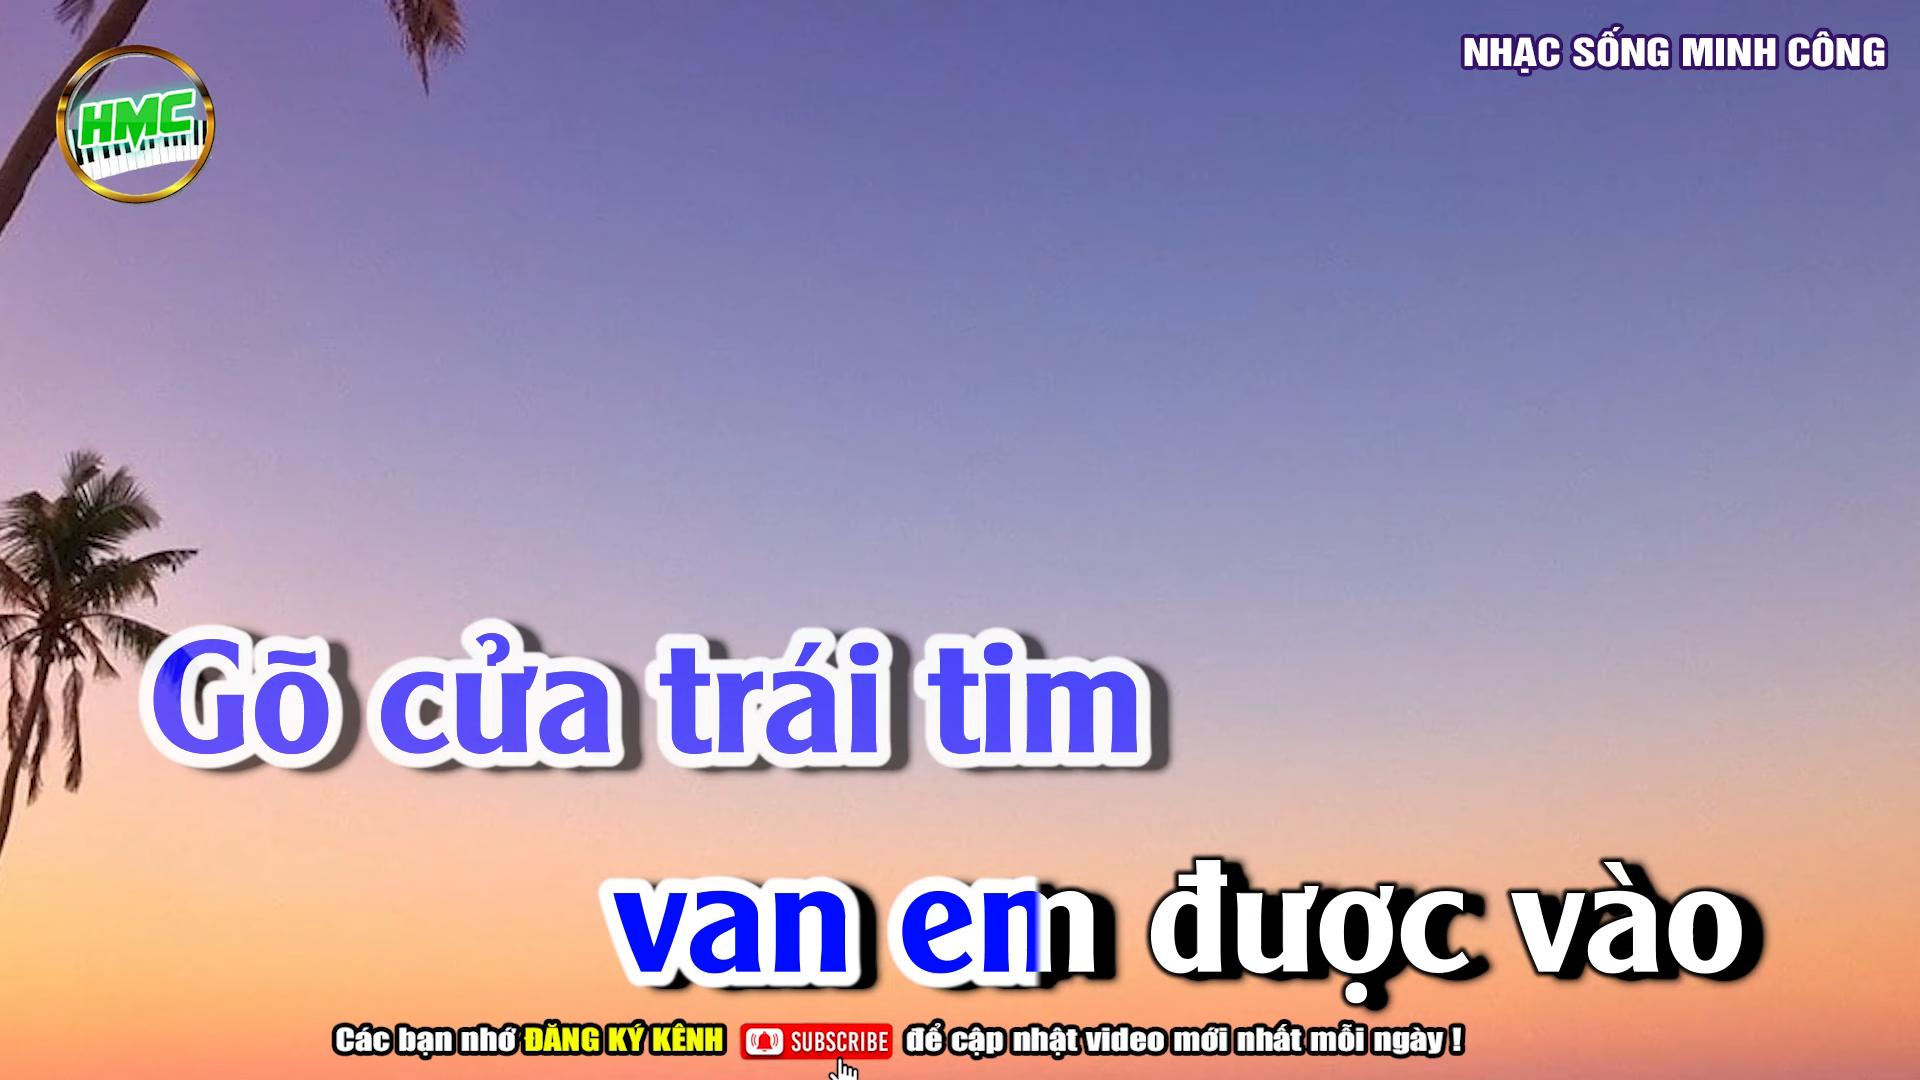 NHẠC SỐNG MINH CÔNG
HMC
Gõ cửa trái tim
van em được vào
Các bạn nhớ ĐĂNG KÝ KÊNH SUBSCRIBE để cập nhật video mới nhất mỗi ngày !